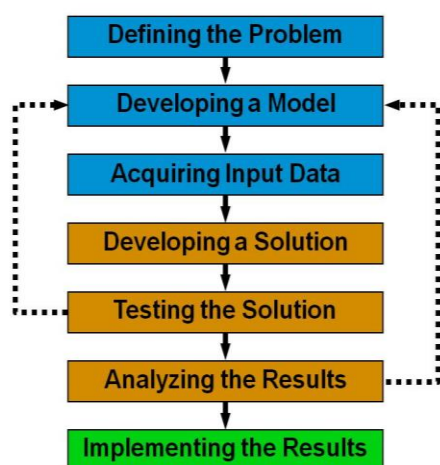 Defining the Problem
Developing a Model
Acquiring Input Data
Developing a Solution
Testing the Solution
Analyzing the Results
Implementing the Results